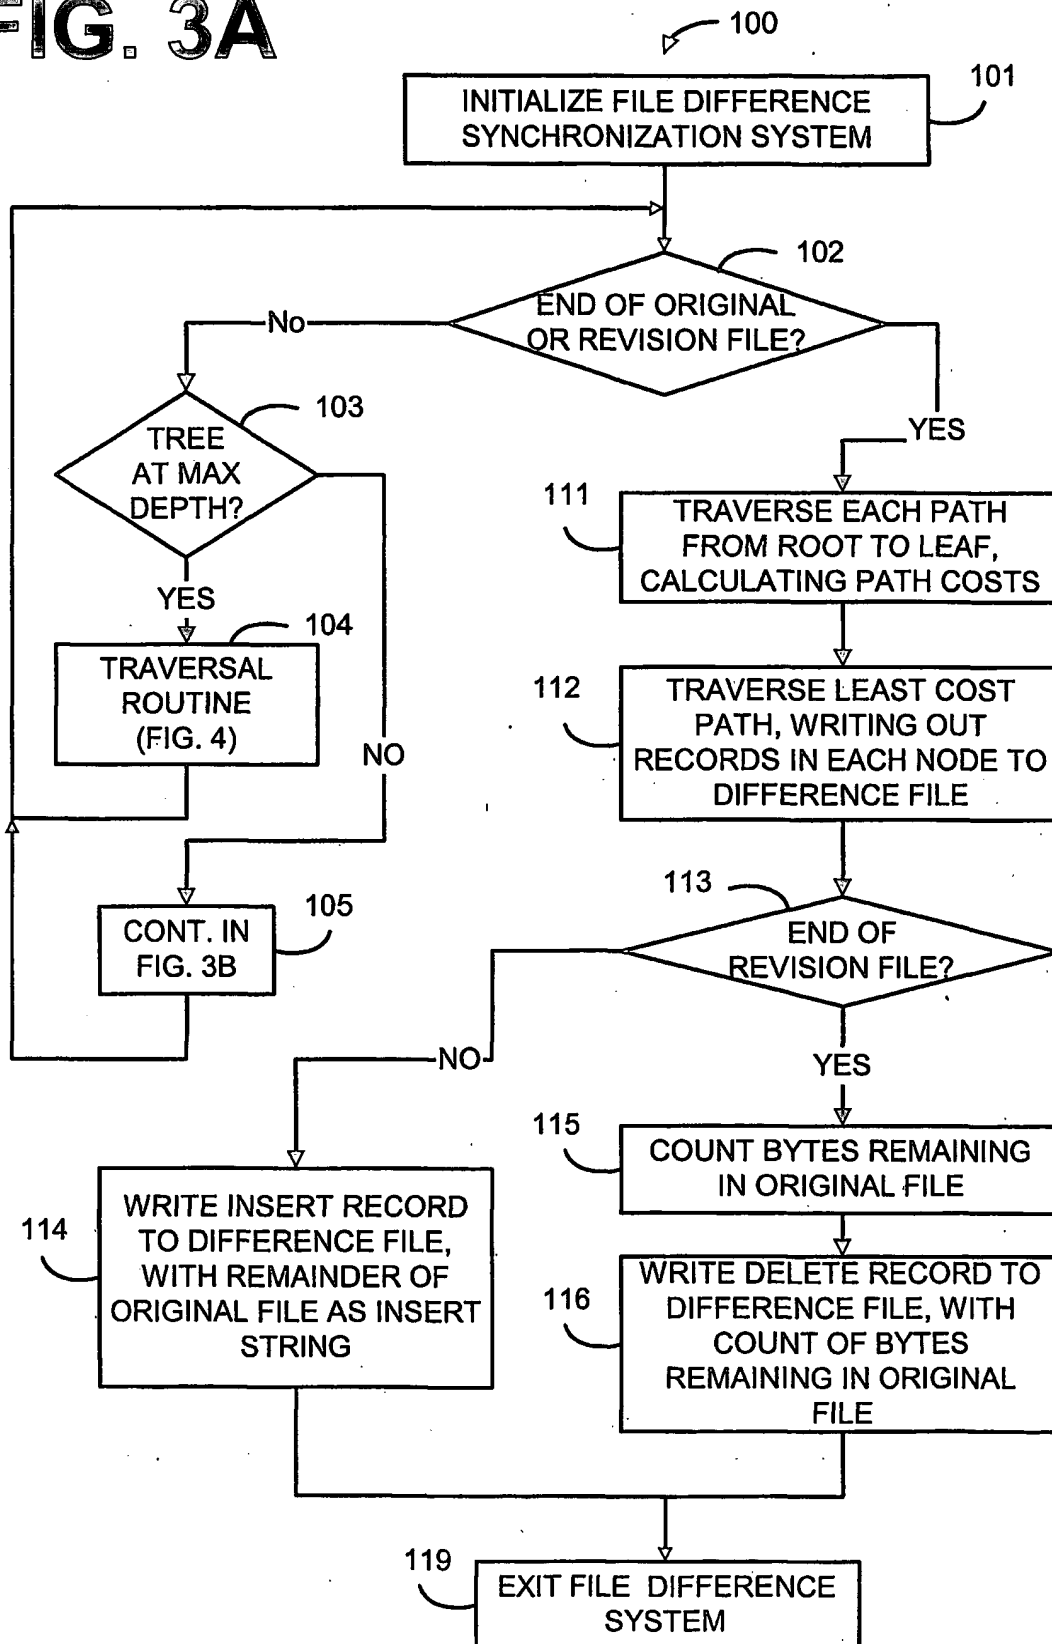 FIG. 3A
100
101
INITIALIZE FILE DIFFERENCE
SYNCHRONIZATION SYSTEM
102
END OF ORIGINAL
OR REVISION FILE?
No
YES
103
TREE
AT MAX
DEPTH?
YES
NO
104
TRAVERSAL
ROUTINE
(FIG. 4)
105
CONT. IN
FIG. 3B
111
TRAVERSE EACH PATH
FROM ROOT TO LEAF,
CALCULATING PATH COSTS
112
TRAVERSE LEAST COST
PATH, WRITING OUT
RECORDS IN EACH NODE TO
DIFFERENCE FILE
113
END OF
REVISION FILE?
NO
YES
114
WRITE INSERT RECORD
TO DIFFERENCE FILE,
WITH REMAINDER OF
ORIGINAL FILE AS INSERT
STRING
115
COUNT BYTES REMAINING
IN ORIGINAL FILE
116
WRITE DELETE RECORD TO
DIFFERENCE FILE, WITH
COUNT OF BYTES
REMAINING IN ORIGINAL
FILE
119
EXIT FILE DIFFERENCE
SYSTEM